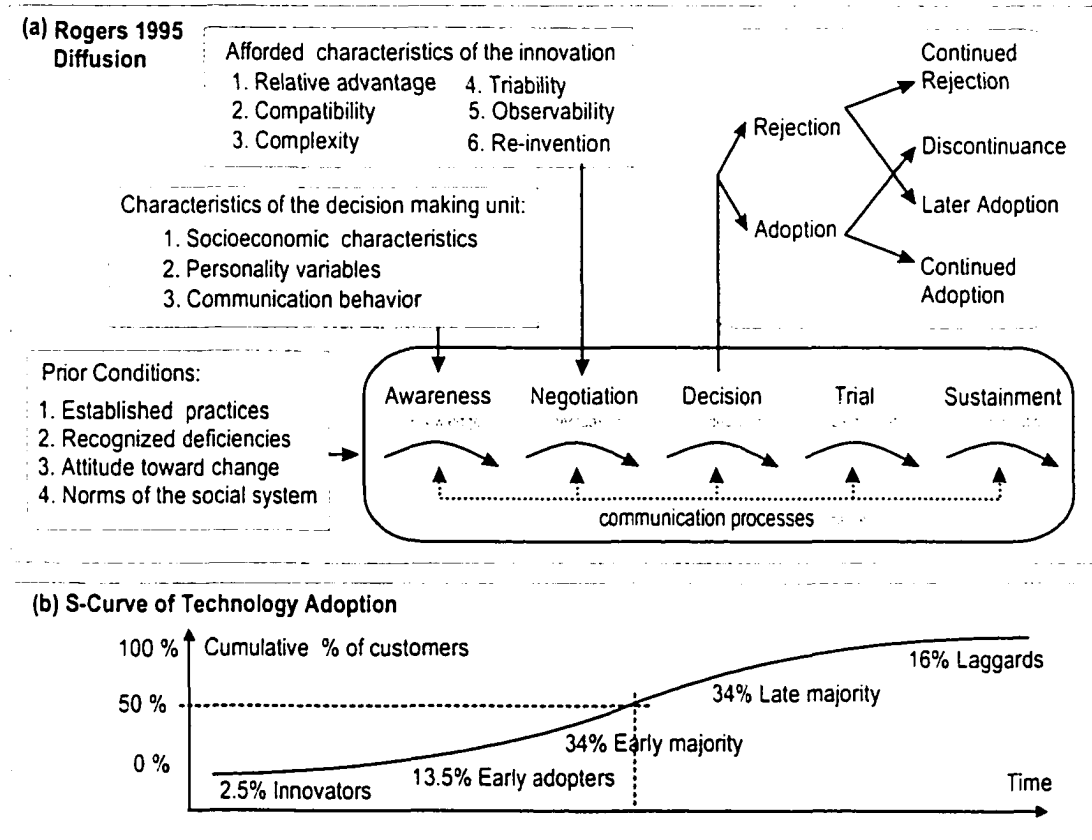 (a) Rogers 1995
Diffusion
Afforded characteristics of the innovation
1. Relative advantage
2. Compatibility
3. Complexity
4. Triability
5. Observability
6. Re-invention
Characteristics of the decision making unit:
1. Socioeconomic characteristics
2. Personality variables
3. Communication behavior
Rejection
Adoption
Continued
Rejection
Discontinuance
Later Adoption
Continued
Adoption
Prior Conditions:
1. Established practices
2. Recognized deficiencies
3. Attitude toward change
4. Norms of the social system
Awareness
Negotiation
Decision
Trial
Sustainment
communication processes
(b) S-Curve of Technology Adoption
100 %
Cumulative % of customers
50 %
0 %
2.5% Innovators
13.5% Early adopters
34% Early majority
34% Late majority
16% Laggards
Time